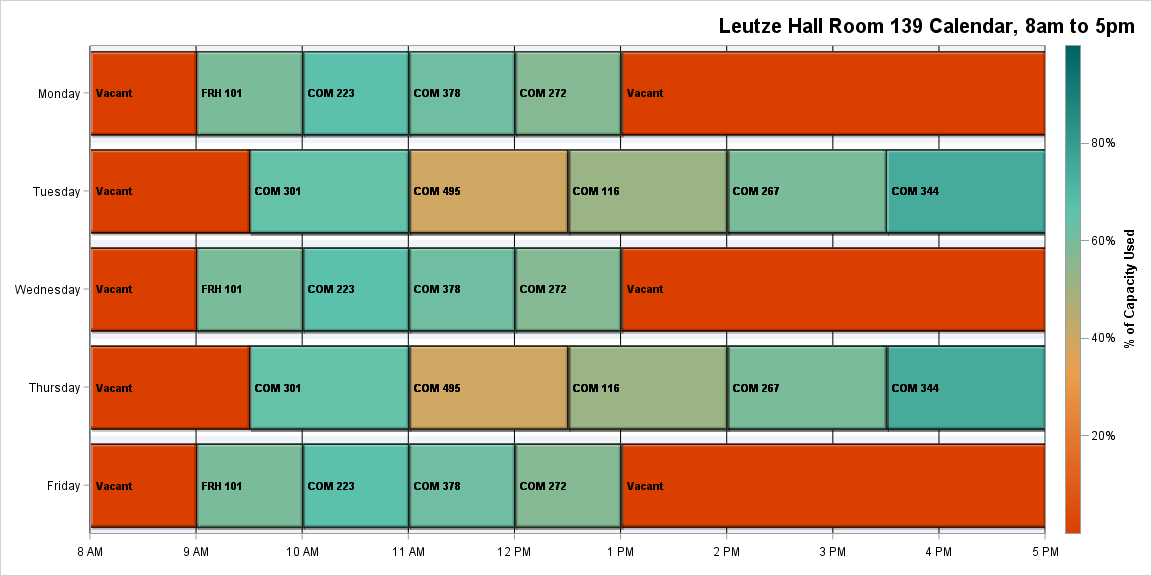 Leutze Hall Room 139 Calendar, 8am to 5pm
Monday
Vacant
FRH 101
COM 223
COM 378
COM 272
Vacant
Tuesday
Vacant
COM 301
COM 495
COM 116
COM 267
COM 344
Wednesday
Vacant
FRH 101
COM 223
COM 378
COM 272
Vacant
Thursday
Vacant
COM 301
COM 495
COM 116
COM 267
COM 344
Friday
Vacant
FRH 101
COM 223
COM 378
COM 272
Vacant
8 AM
9 AM
10 AM
11 AM
12 PM
1 PM
2 PM
3 PM
4 PM
5 PM
80%
60%
40%
20%
% of Capacity Used